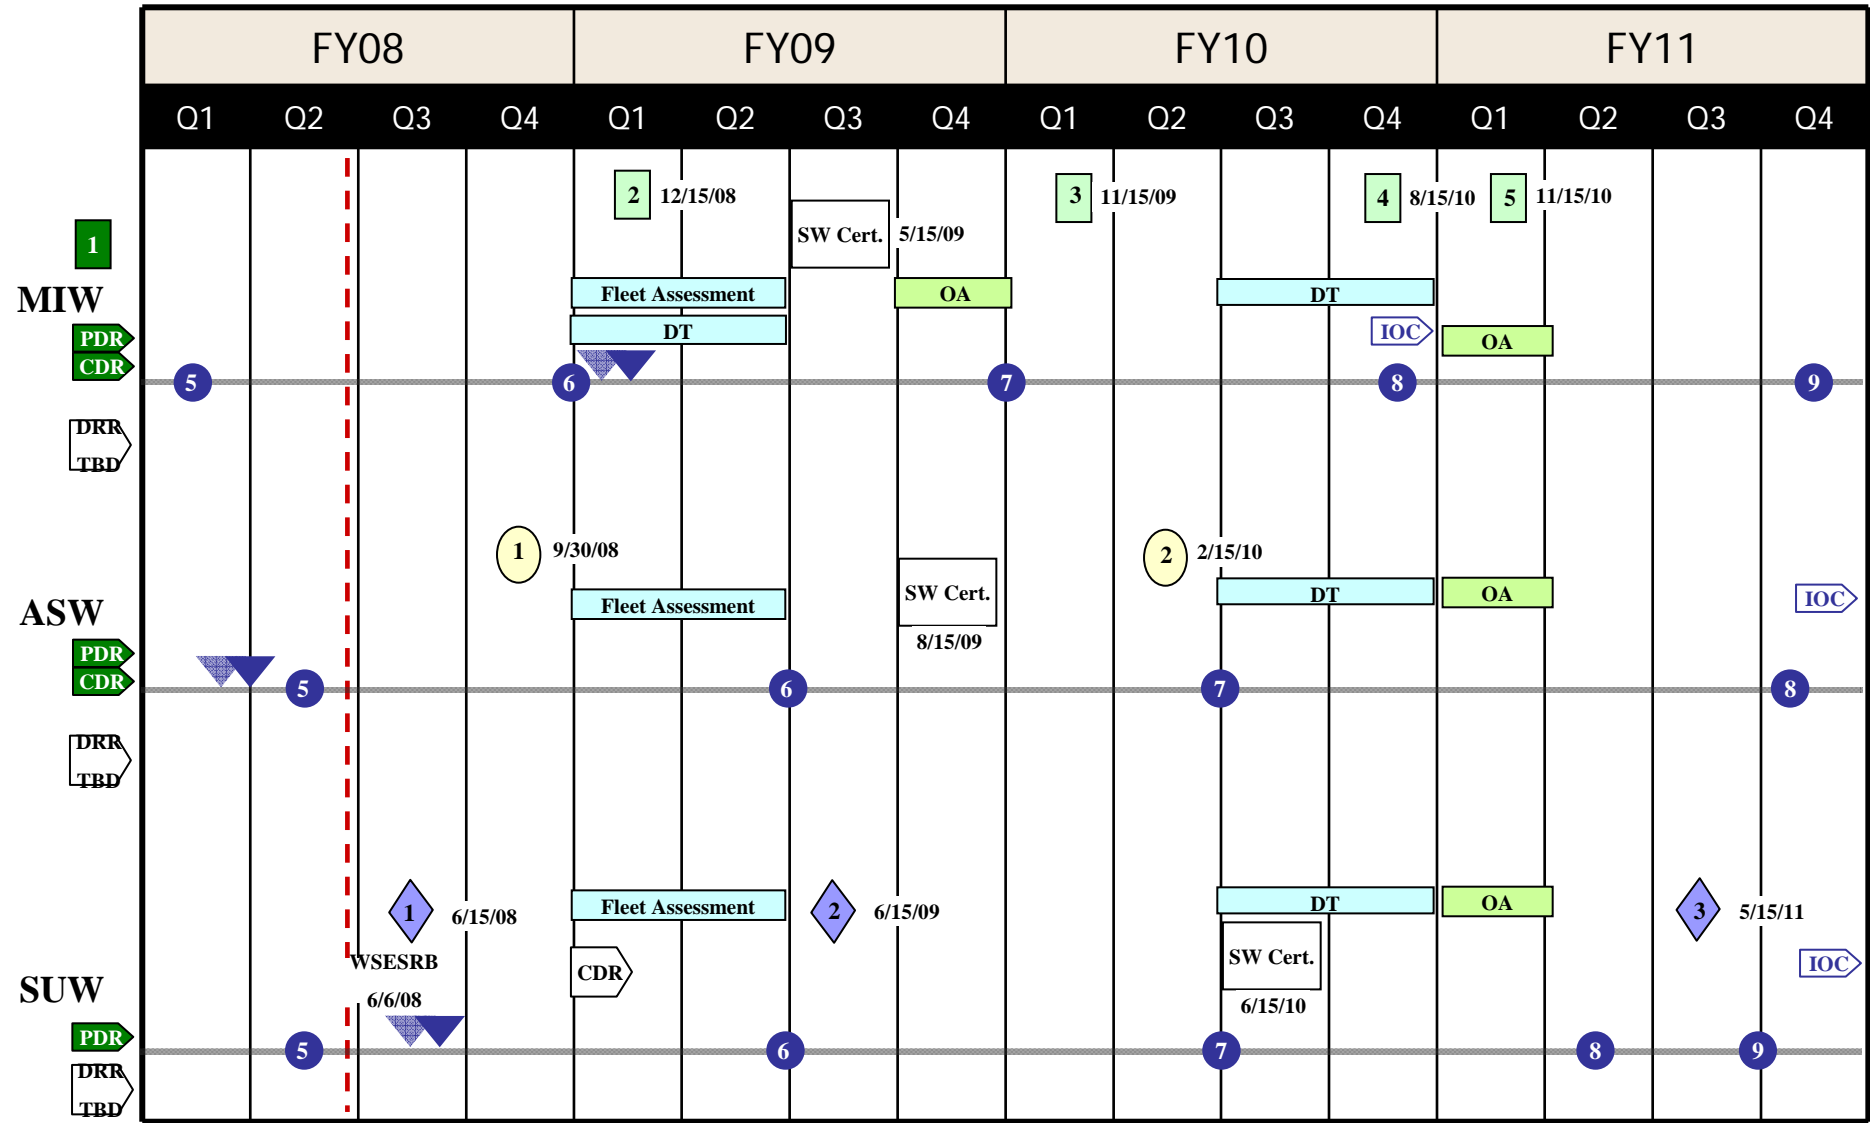 FY08 FY09 FY10 FY11
Q1 Q2 Q3 Q4 Q1 Q2 Q3 Q4 Q1 Q2 Q3 Q4 Q1 Q2 Q3 Q4
2 12/15/08 3 11/15/09 4 8/15/10 5 11/15/10
1 SW Cert. 5/15/09
MIW Fleet Assessment OA DT
PDR DT IOC OA
CDR
5 6 7 8 9
DRR
TBD
1 9/30/08 2 2/15/10
ASW Fleet Assessment SW Cert. DT OA IOC
8/15/09
PDR
CDR
5 6 7 8
DRR
TBD
1 6/15/08 Fleet Assessment 2 6/15/09 DT OA 3 5/15/11
WSESRB CDR SW Cert. IOC
SUW 6/6/08 6/15/10
PDR
5 6 7 8 9
DRR
TBD